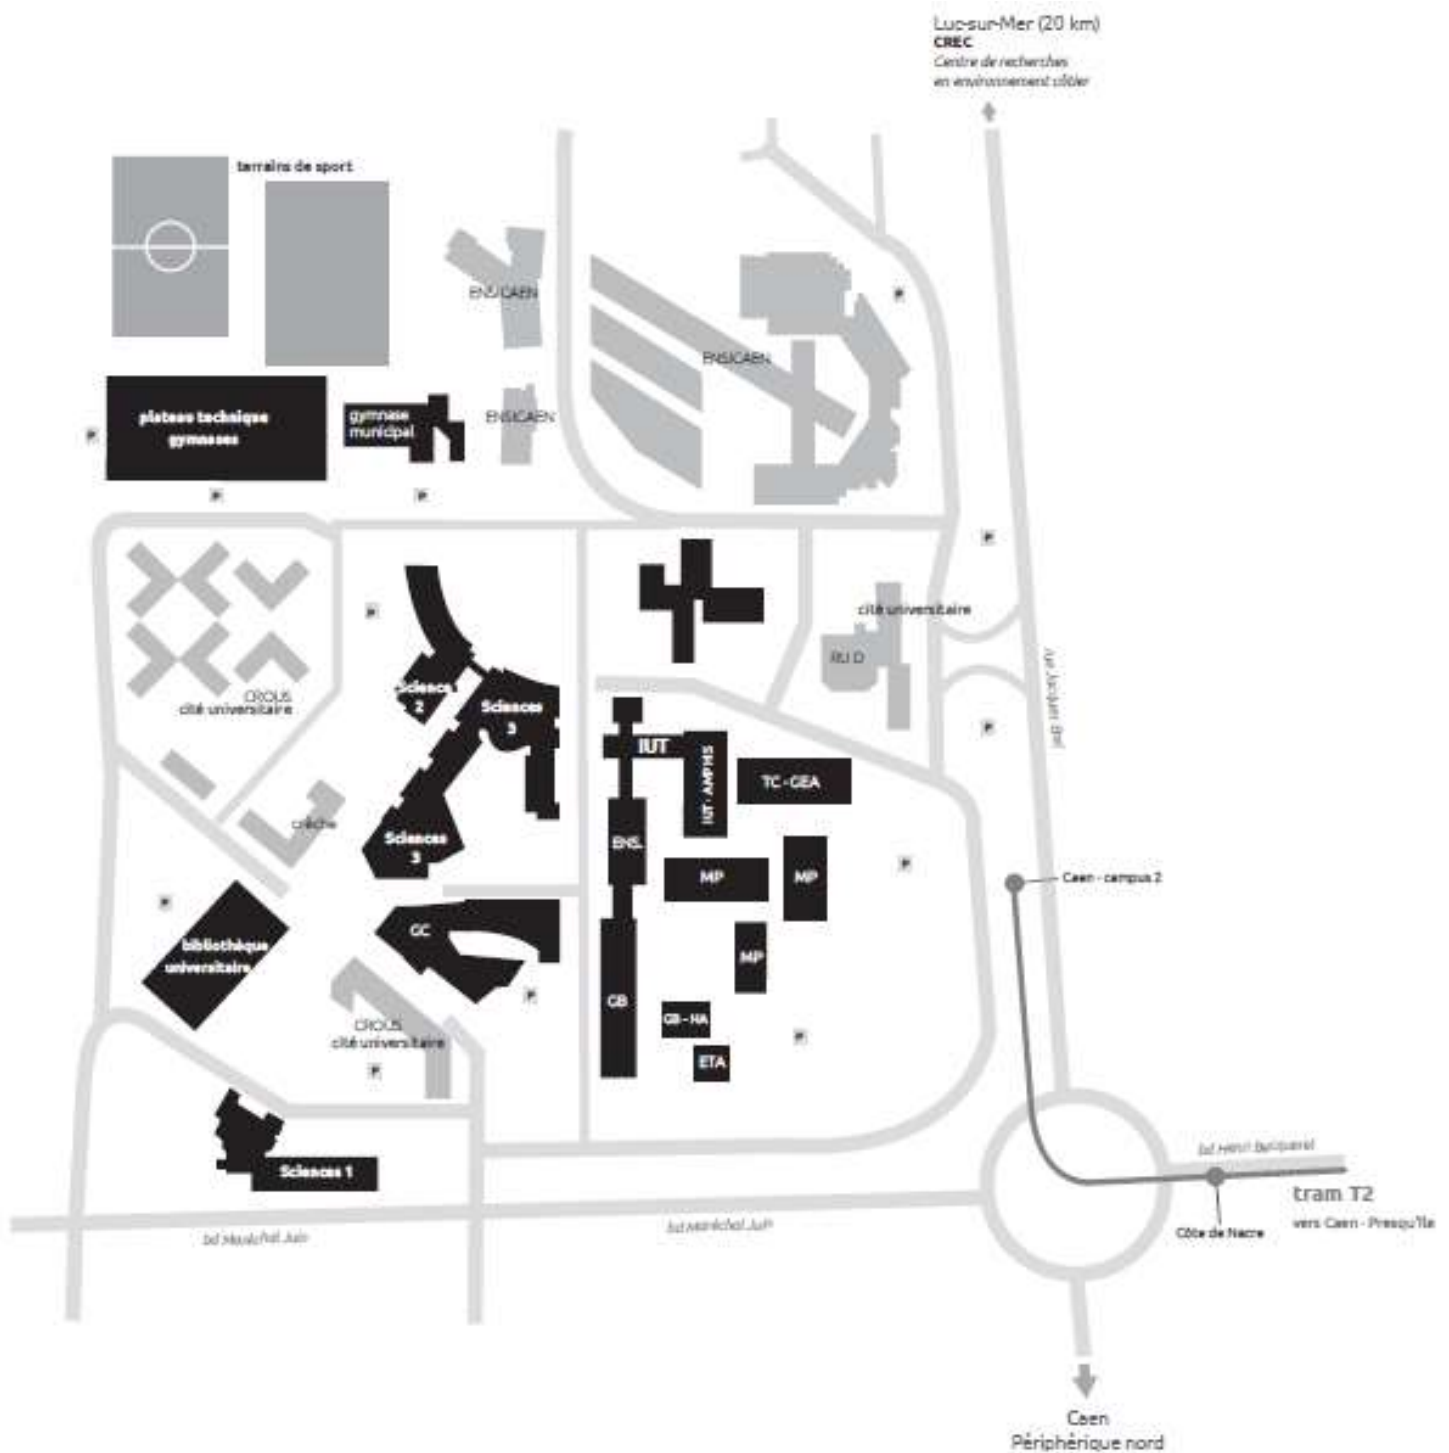 Luc-sur-Mer (20 km)
CREC
Centre de recherches
en environnement côtier
terrains de sport
ENSICAEN
P
ENSICAEN
plateau technique
gymnases
gymnase
municipal
ENSICAEN
P
P
P
P
P
cité universitaire
RU D
rue Jacques Brel
Sciences
2
CROUS
cité universitaire
Sciences
3
P
IUT
IUT - AMPHIS
TC - GEA
crèche
Sciences
3
ENS.
MP
MP
P
Caen - campus 2
P
GC
bibliothèque
universitaire
MP
P
GB
GB - HA
CROUS
cité universitaire
P
ETA
P
Sciences 1
bd Henri Becquerel
tram T2
vers Caen - Presqu'île
Côte de Nacre
bd Maréchal Juin
bd Maréchal Juin
Caen
Périphérique nord